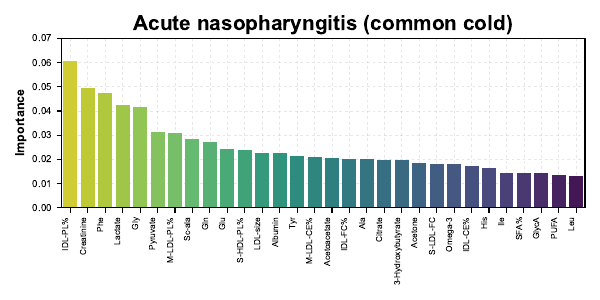 Acute nasopharyngitis (common cold)
Importance
0.07
0.06
0.05
0.04
0.03
0.02
0.01
0.00
IDL-PL%
Creatinine
Phe
Lactate
Gly
Pyruvate
M-LDL-PL%
Sc-ala
Gln
Glu
S-HDL-PL%
LDL-size
Albumin
Tyr
M-LDL-CE%
Acetoacetate
IDL-FC%
Ala
Citrate
3-Hydroxybutyrate
Acetone
S-LDL-FC
Omega-3
IDL-CE%
His
Ile
SFA%
GlycA
PUFA
Leu